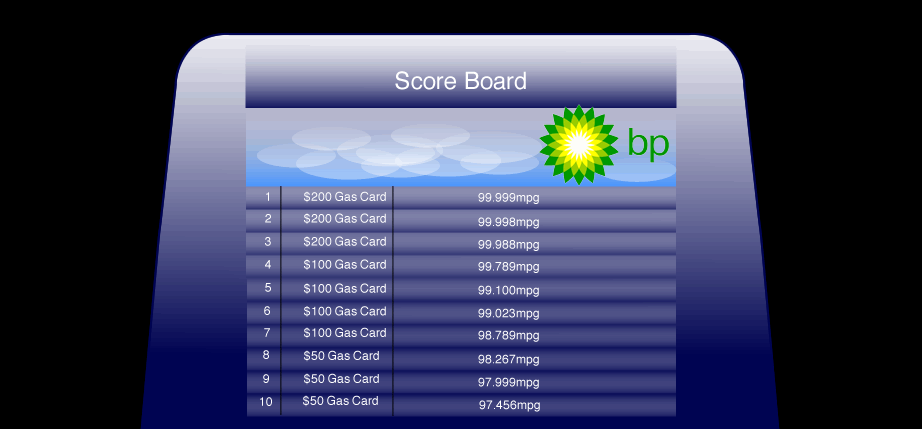 Score Board
bp
1 $200 Gas Card 99.999mpg
2 $200 Gas Card 99.998mpg
3 $200 Gas Card 99.988mpg
4 $100 Gas Card 99.789mpg
5 $100 Gas Card 99.100mpg
6 $100 Gas Card 99.023mpg
7 $100 Gas Card 98.789mpg
8 $50 Gas Card 98.267mpg
9 $50 Gas Card 97.999mpg
10 $50 Gas Card 97.456mpg